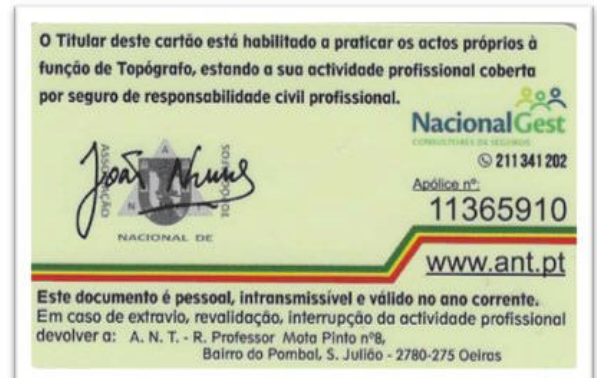 O Titular deste cartão está habilitado a praticar os actos próprios à
função de Topógrafo, estando a sua actividade profissional coberta
por seguro de responsabilidade civil profissional.
NacionalGest
CONSULTORES DE SEGUROS
211 341 202
Apólice nº:
11365910
João Nunes
ASSOCIAÇÃO
NACIONAL DE
TOPÓGRAFOS
A
N T
www.ant.pt
Este documento é pessoal, intransmissível e válido no ano corrente.
Em caso de extravio, revalidação, interrupção da actividade profissional
devolver a: A. N. T. - R. Professor Mota Pinto nº8,
Bairro do Pombal, S. Julião - 2780-275 Oeiras